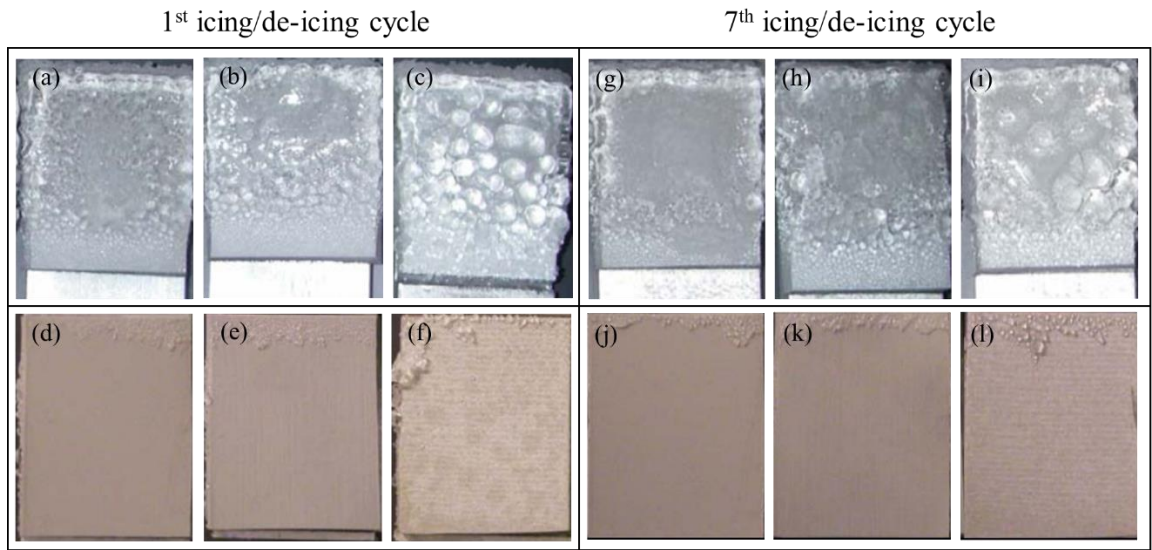 1st icing/de-icing cycle
7th icing/de-icing cycle
(a) (b) (c) (g) (h) (i)
(d) (e) (f) (j) (k) (l)